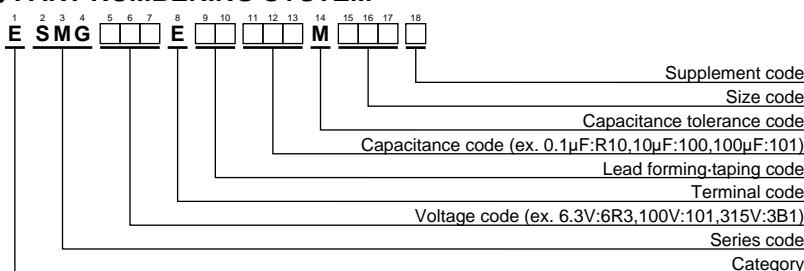 PART NUMBERING SYSTEM
1 2 3 4 5 6 7 8 9 10 11 12 13 14 15 16 17 18
E SMG E M
Supplement code
Size code
Capacitance tolerance code
Capacitance code (ex. 0.1μF:R10,10μF:100,100μF:101)
Lead forming·taping code
Terminal code
Voltage code (ex. 6.3V:6R3,100V:101,315V:3B1)
Series code
Category